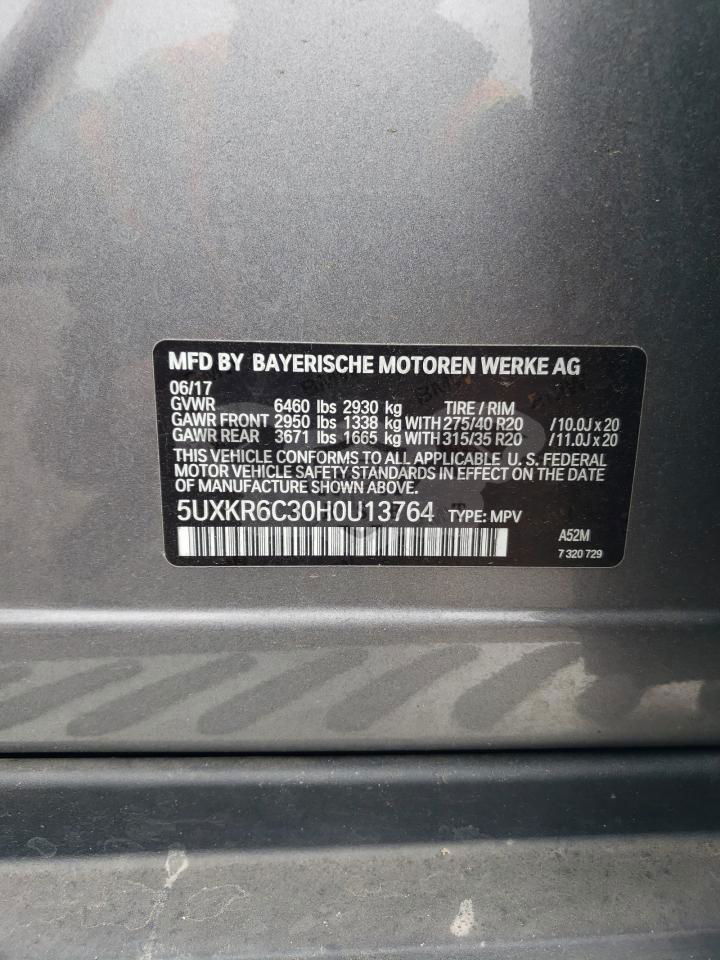 MFD BY BAYERISCHE MOTOREN WERKE AG
06/17
GVWR 6460 lbs 2930 kg TIRE / RIM
GAWR FRONT 2950 lbs 1338 kg WITH 275/40 R20 /10.0J x 20
GAWR REAR 3671 lbs 1665 kg WITH 315/35 R20 /11.0J x 20
THIS VEHICLE CONFORMS TO ALL APPLICABLE U. S. FEDERAL
MOTOR VEHICLE SAFETY STANDARDS IN EFFECT ON THE DATE
OF MANUFACTURE SHOWN ABOVE.
5UXKR6C30H0U13764 TYPE: MPV
A52M
7 320 729